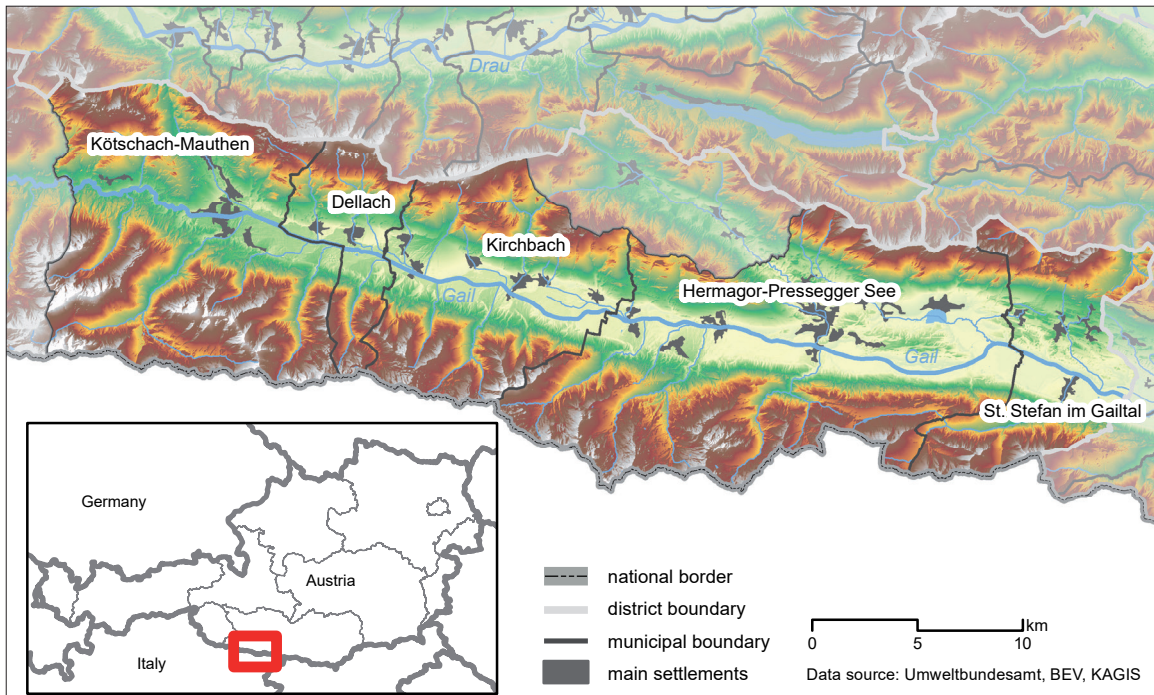 Drau
Kötschach-Mauthen
Dellach
Kirchbach
Gail
Hermagor-Pressegger See
Gail
St. Stefan im Gailtal
Germany
Austria
Italy
national border
district boundary
municipal boundary
main settlements
km
0 5 10
Data source: Umweltbundesamt, BEV, KAGIS